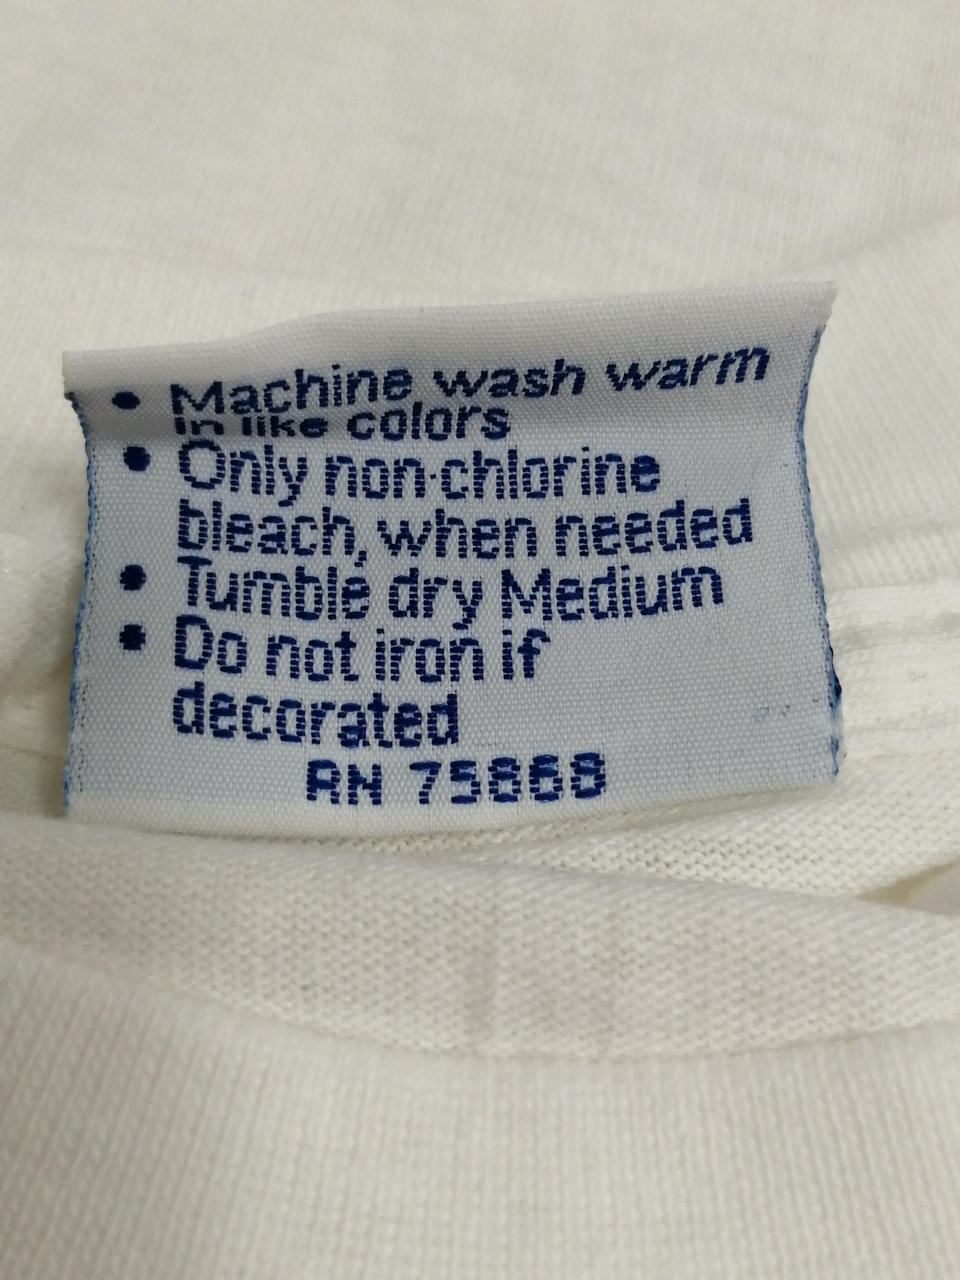 • Machine wash warm
in like colors
• Only non-chlorine
bleach, when needed
• Tumble dry Medium
• Do not iron if
decorated
RN 75868